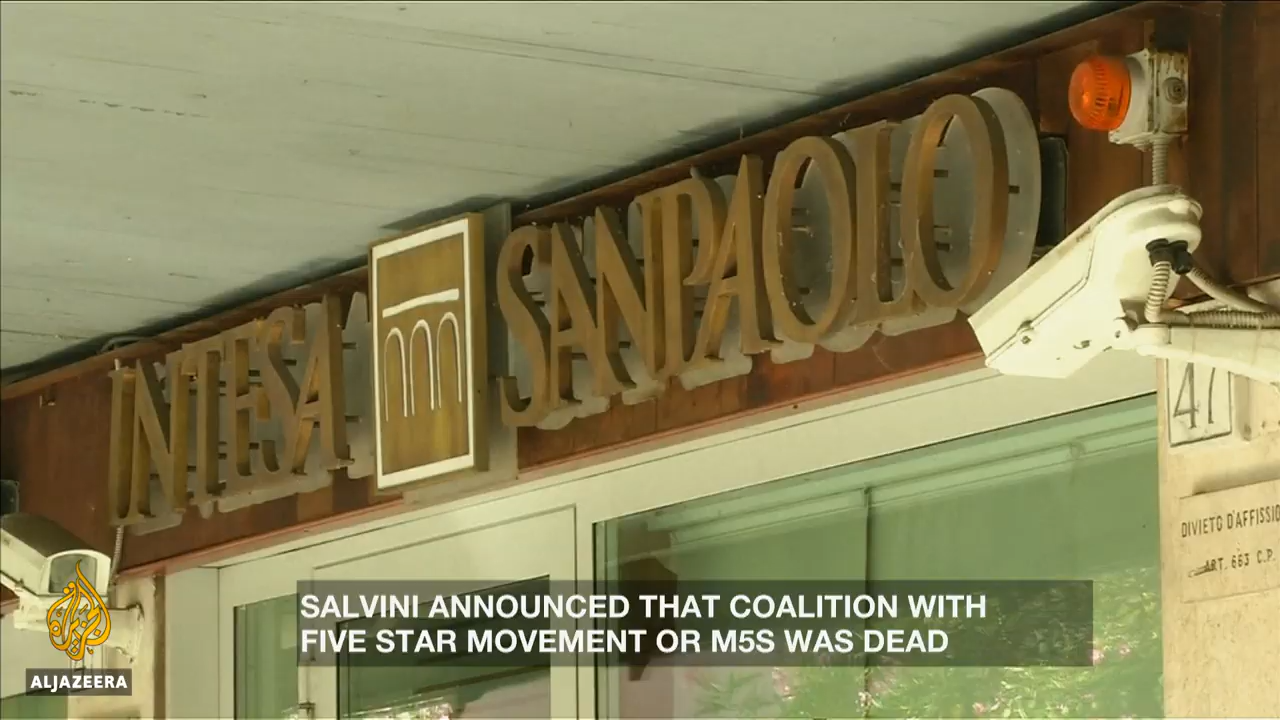 INTESA SANPAOLO
47
DIVIETO D'AFFISSIO
ART. 663 C.P.
SALVINI ANNOUNCED THAT COALITION WITH
FIVE STAR MOVEMENT OR M5S WAS DEAD
ALJAZEERA